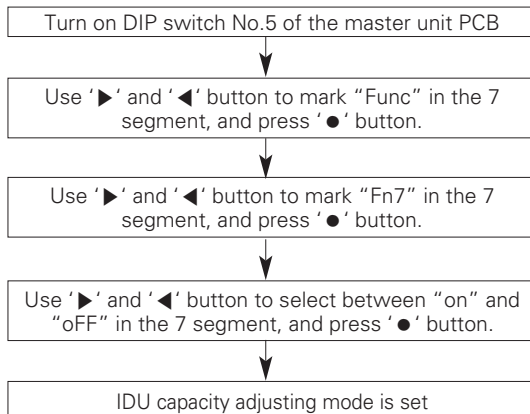 Turn on DIP switch No.5 of the master unit PCB
Use ‘▶‘ and ‘◀‘ button to mark “Func” in the 7
segment, and press ‘●‘ button.
Use ‘▶‘ and ‘◀‘ button to mark “Fn7” in the 7
segment, and press ‘●‘ button.
Use ‘▶‘ and ‘◀‘ button to select between “on” and
“oFF” in the 7 segment, and press ‘●‘ button.
IDU capacity adjusting mode is set